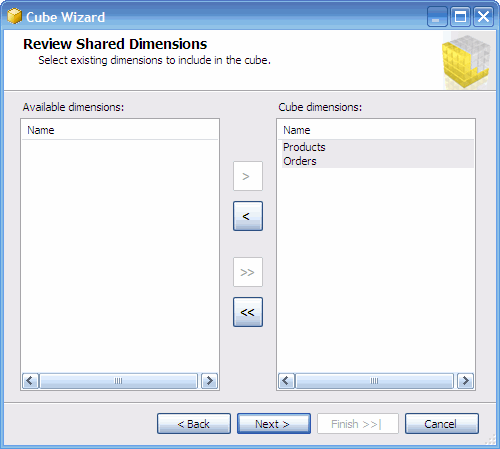 Cube Wizard
Review Shared Dimensions
Select existing dimensions to include in the cube.
Available dimensions:
Name
>
<
>>
<<
Cube dimensions:
Name
Products
Orders
< Back
Next >
Finish >>|
Cancel